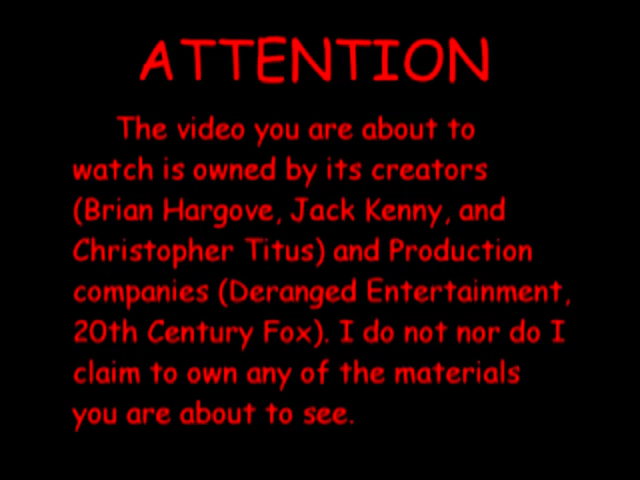 ATTENTION
The video you are about to
watch is owned by its creators
(Brian Hargove, Jack Kenny, and
Christopher Titus) and Production
companies (Deranged Entertainment,
20th Century Fox). I do not nor do I
claim to own any of the materials
you are about to see.